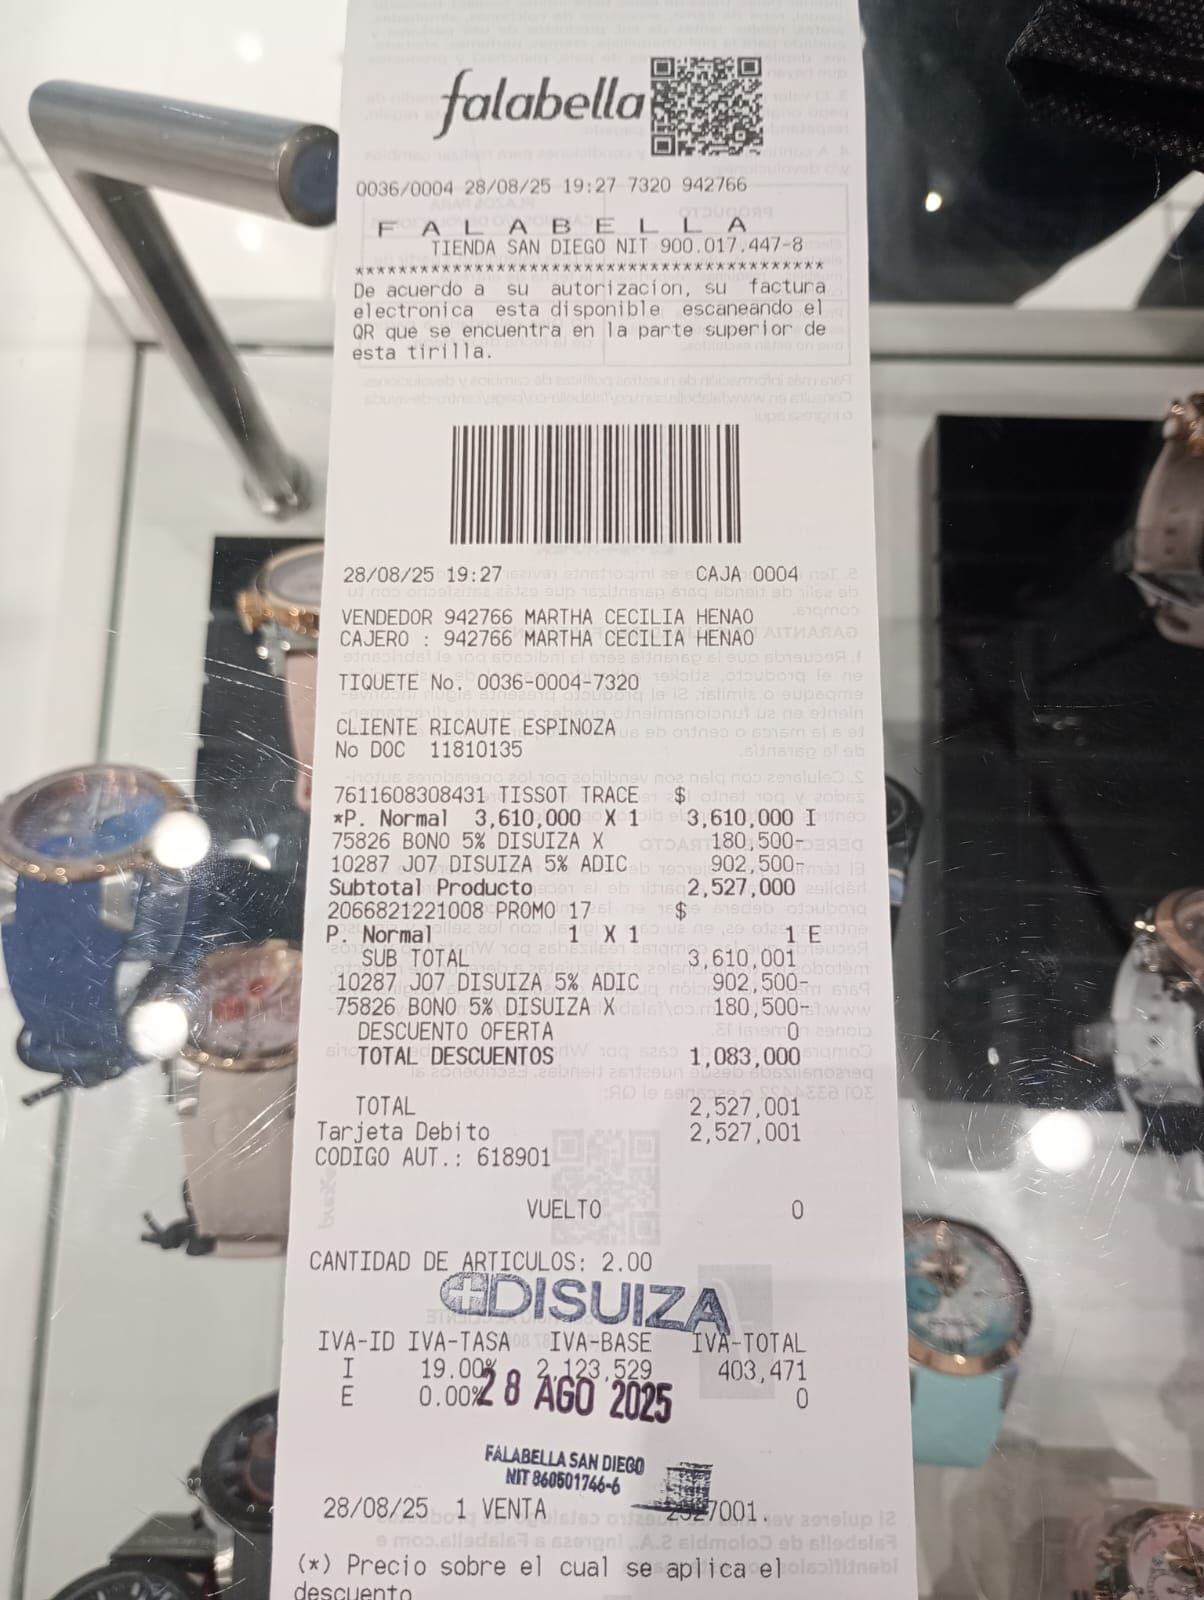 falabella
0036/0004 28/08/25 19:27 7320 942766
F A L A B E L L A
TIENDA SAN DIEGO NIT 900.017.447-8
********************************************
De acuerdo a su autorizacion, su factura
electronica esta disponible escaneando el
QR que se encuentra en la parte superior de
esta tirilla.
28/08/25 19:27 CAJA 0004
VENDEDOR 942766 MARTHA CECILIA HENAO
CAJERO : 942766 MARTHA CECILIA HENAO
TIQUETE No. 0036-0004-7320
CLIENTE RICAUTE ESPINOZA
No DOC 11810135
7611608308431 TISSOT TRACE $
*P. Normal 3,610,000 X 1 3,610,000 I
75826 BONO 5% DISUIZA X 180,500-
10287 JO7 DISUIZA 5% ADIC 902,500-
Subtotal Producto 2,527,000
2066821221008 PROMO 17 $
P. Normal 1 X 1 1 E
SUB TOTAL 3,610,001
10287 JO7 DISUIZA 5% ADIC 902,500-
75826 BONO 5% DISUIZA X 180,500-
DESCUENTO OFERTA 0
TOTAL DESCUENTOS 1,083,000
TOTAL 2,527,001
Tarjeta Debito 2,527,001
CODIGO AUT.: 618901
VUELTO 0
CANTIDAD DE ARTICULOS: 2.00
DISUIZA
IVA-ID IVA-TASA IVA-BASE IVA-TOTAL
I 19.00% 2,123,529 403,471
E 0.00% 0
28 AGO 2025
FALABELLA SAN DIEGO
NIT 860501746-6
28/08/25 1 VENTA 2527001.
(*) Precio sobre el cual se aplica el
descuento